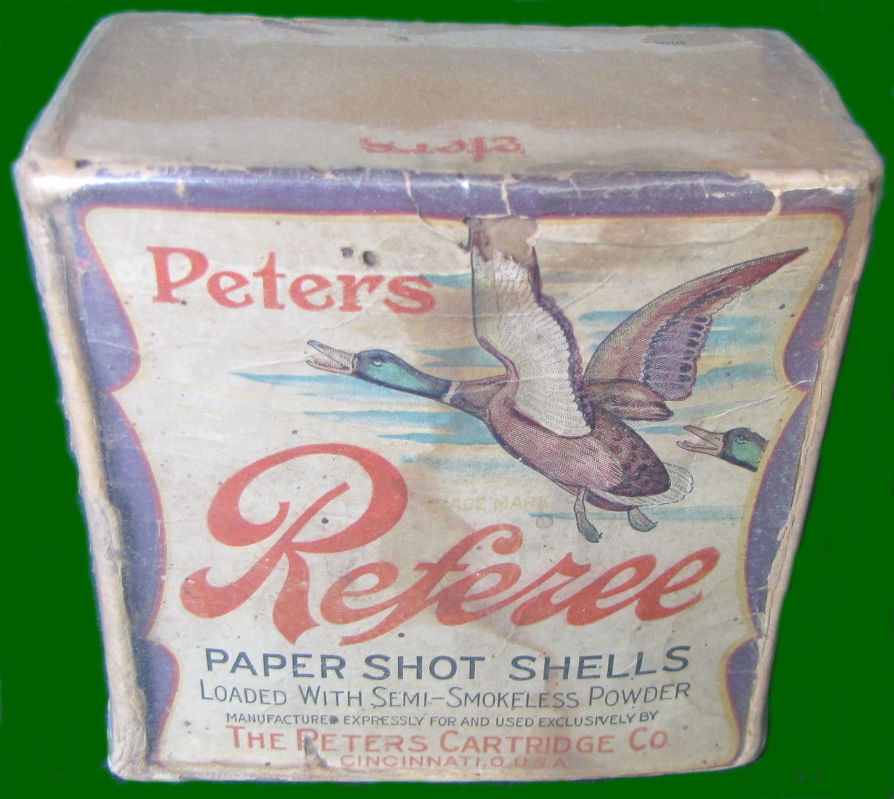 Peters
Peters
TRADE MARK
Referee
PAPER SHOT SHELLS
LOADED WITH SEMI-SMOKELESS POWDER
MANUFACTURED EXPRESSLY FOR AND USED EXCLUSIVELY BY
THE PETERS CARTRIDGE CO.
CINCINNATI, O. U.S.A.